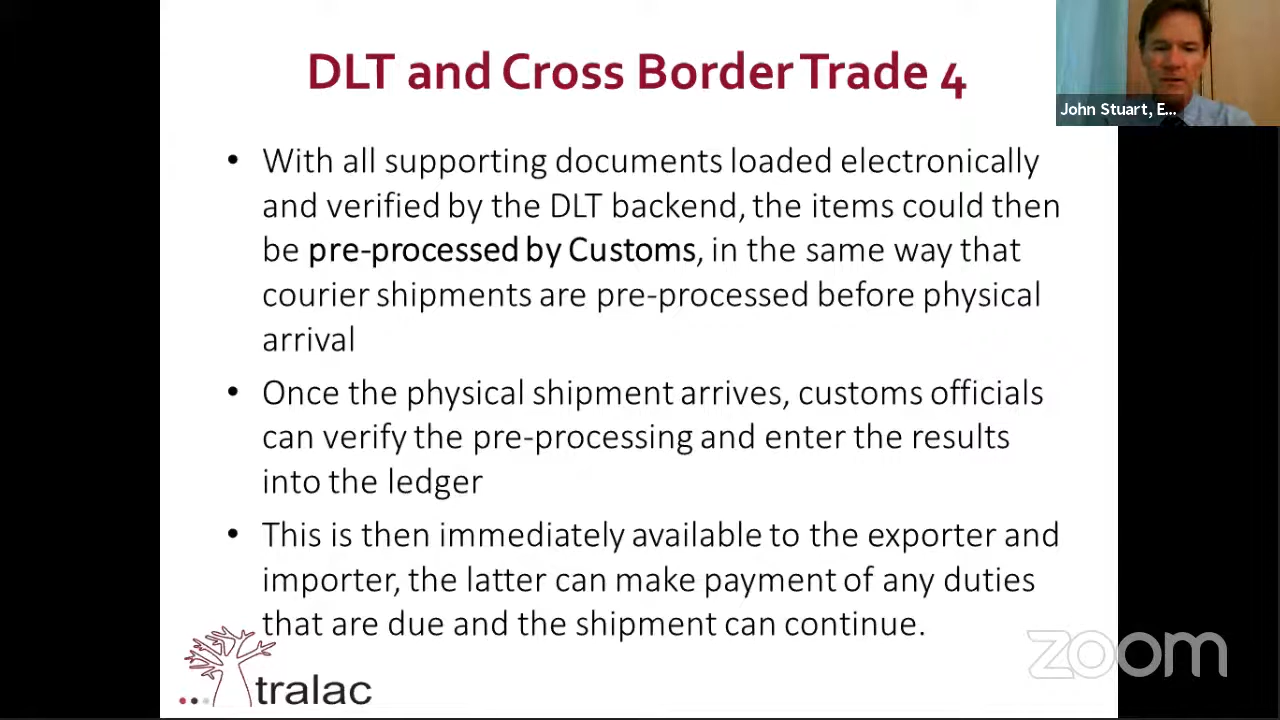 DLT and Cross Border Trade 4
John Stuart, E...
• With all supporting documents loaded electronically
and verified by the DLT backend, the items could then
be pre-processed by Customs, in the same way that
courier shipments are pre-processed before physical
arrival
• Once the physical shipment arrives, customs officials
can verify the pre-processing and enter the results
into the ledger
• This is then immediately available to the exporter and
importer, the latter can make payment of any duties
that are due and the shipment can continue.
zoom
tralac